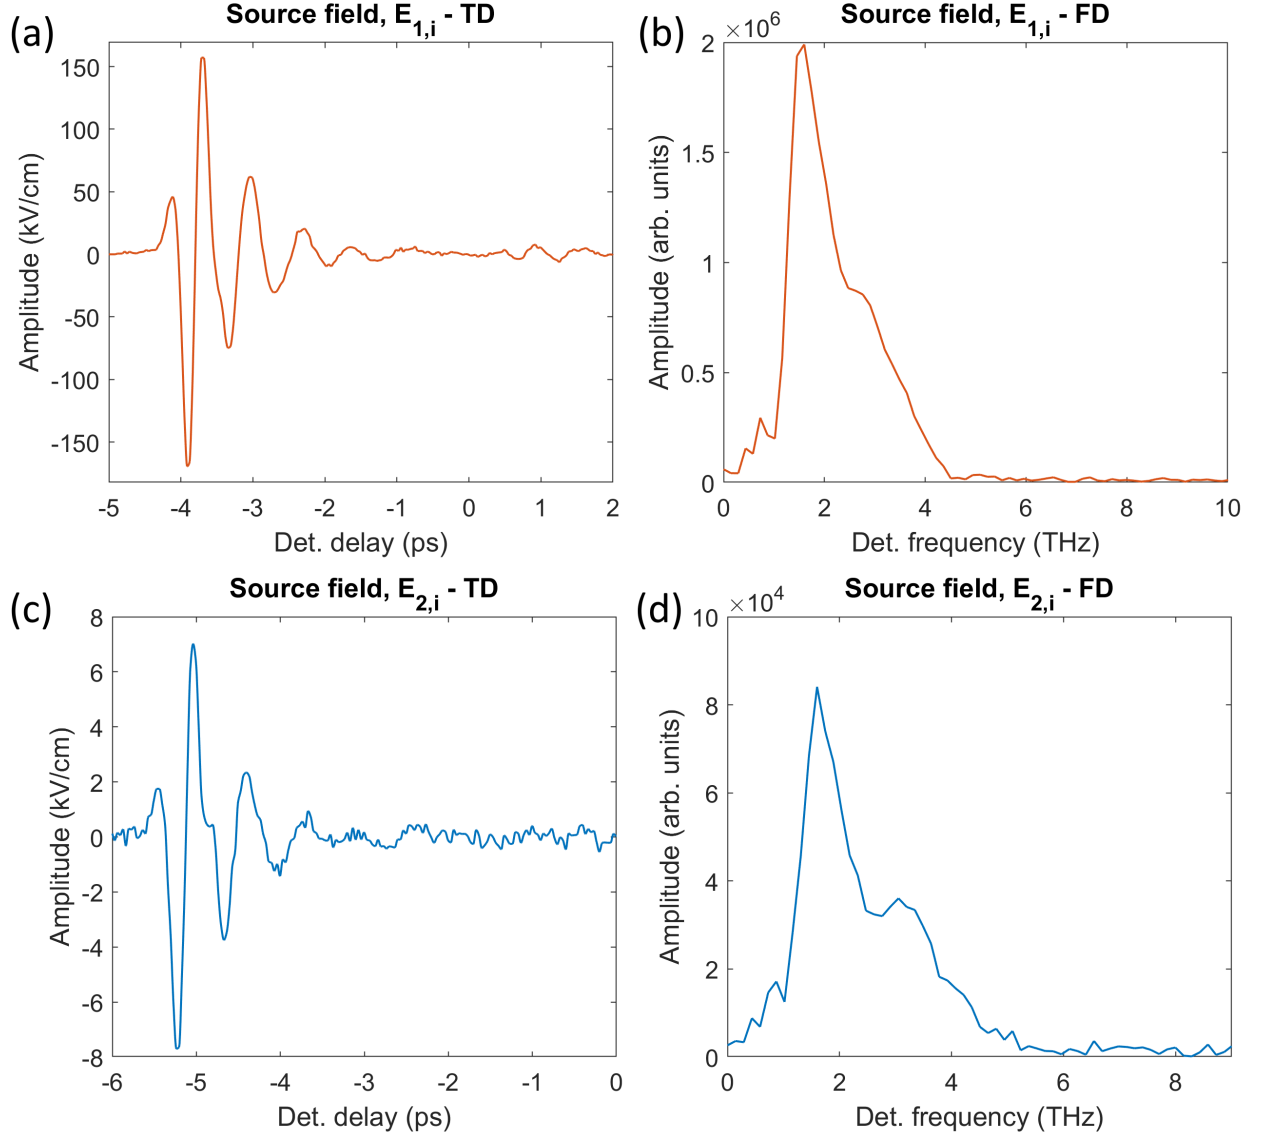 (a)
Source field, E1,i - TD
150
100
50
0
-50
-100
-150
-5 -4 -3 -2 -1 0 1 2
Amplitude (kV/cm)
Det. delay (ps)
(b)
Source field, E1,i - FD
×10^6
2
1.5
1
0.5
0
0 2 4 6 8 10
Amplitude (arb. units)
Det. frequency (THz)
(c)
Source field, E2,i - TD
8
6
4
2
0
-2
-4
-6
-8
-6 -5 -4 -3 -2 -1 0
Amplitude (kV/cm)
Det. delay (ps)
(d)
Source field, E2,i - FD
×10^4
10
8
6
4
2
0
0 2 4 6 8
Amplitude (arb. units)
Det. frequency (THz)